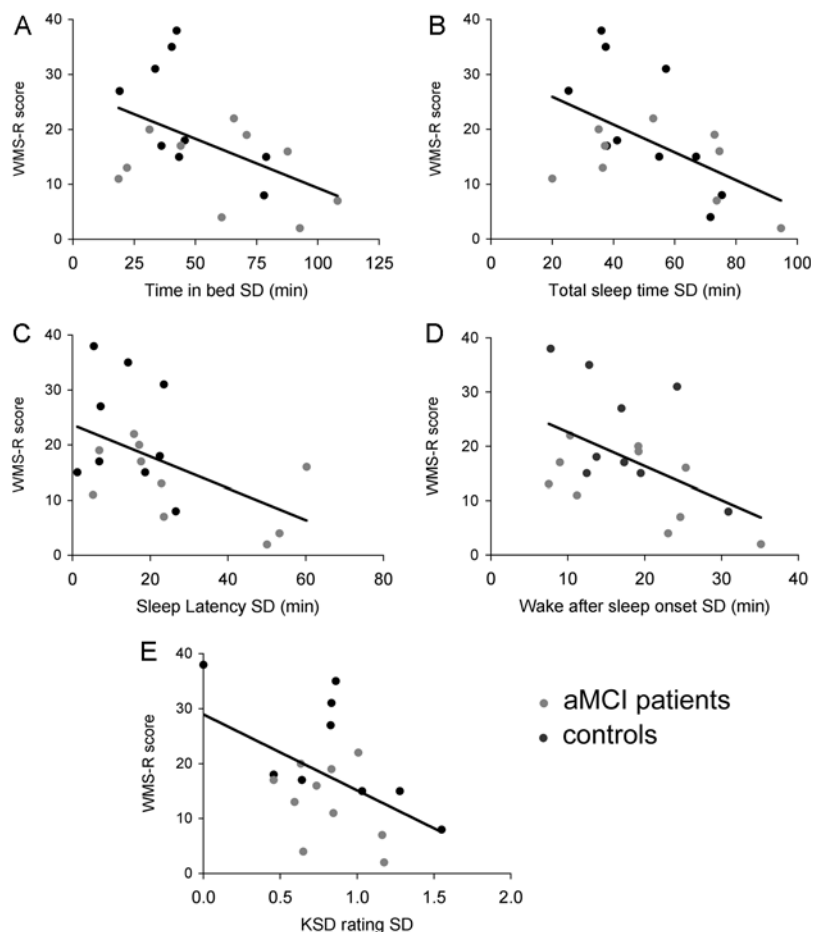 A
WMS-R score
40
30
20
10
0
0 25 50 75 100 125
Time in bed SD (min)
B
WMS-R score
40
30
20
10
0
0 20 40 60 80 100
Total sleep time SD (min)
C
WMS-R score
40
30
20
10
0
0 20 40 60 80
Sleep Latency SD (min)
D
WMS-R score
40
30
20
10
0
0 10 20 30 40
Wake after sleep onset SD (min)
E
WMS-R score
40
30
20
10
0
0.0 0.5 1.0 1.5 2.0
KSD rating SD
aMCI patients
controls